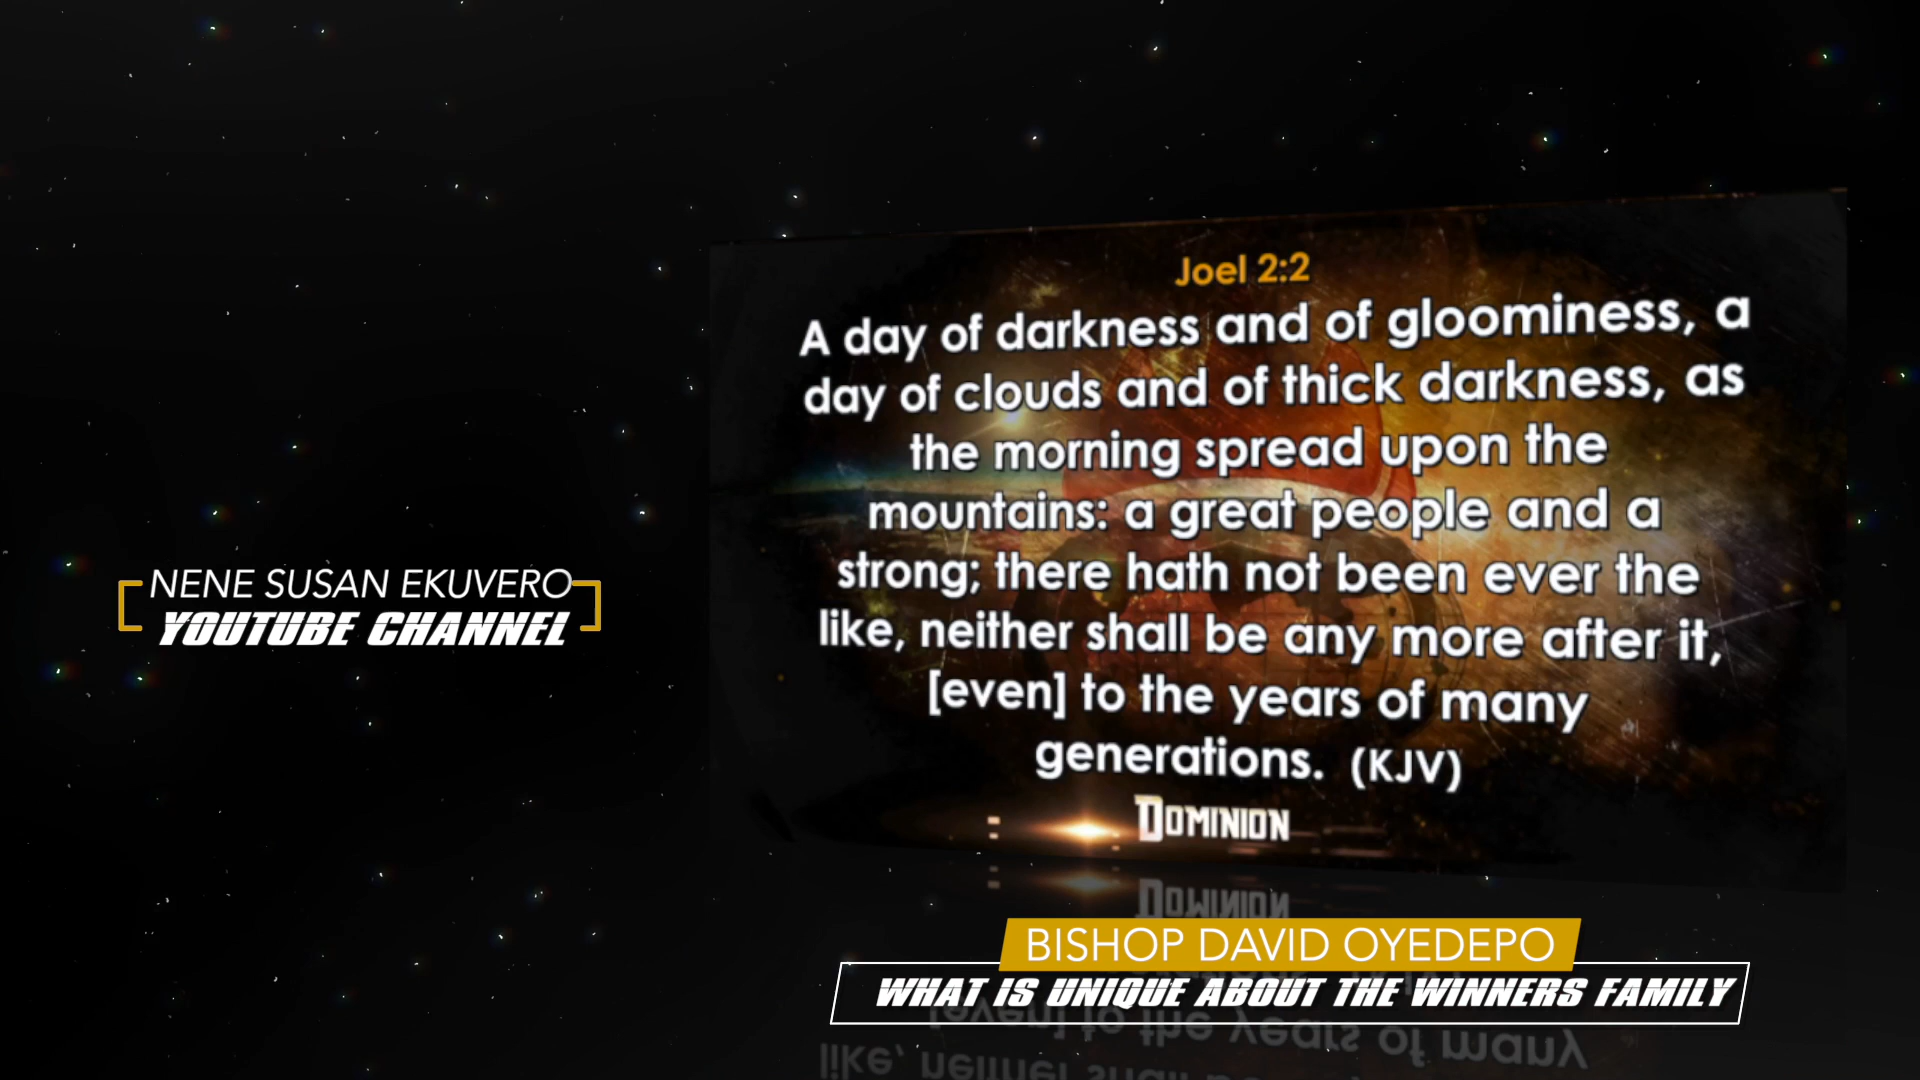 Joel 2:2
A day of darkness and of gloominess, a
day of clouds and of thick darkness, as
the morning spread upon the
mountains: a great people and a
strong; there hath not been ever the
like, neither shall be any more after it,
[even] to the years of many
generations. (KJV)
DOMINION
NENE SUSAN EKUVERO
YOUTUBE CHANNEL
BISHOP DAVID OYEDEPO
WHAT IS UNIQUE ABOUT THE WINNERS FAMILY